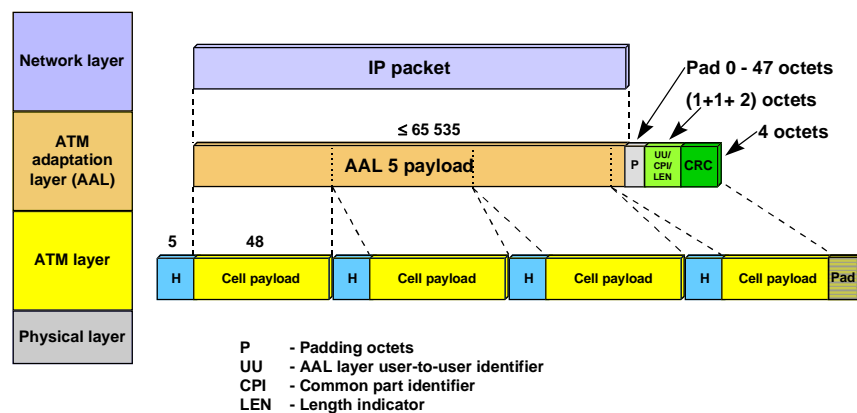 Network layer
IP packet
Pad 0 - 47 octets
(1+1+ 2) octets
4 octets
≤ 65 535
ATM
adaptation
layer (AAL)
AAL 5 payload
P
UU/
CPI/
LEN
CRC
ATM layer
5
48
H
Cell payload
H
Cell payload
H
Cell payload
H
Cell payload
Pad
Physical layer
P - Padding octets
UU - AAL layer user-to-user identifier
CPI - Common part identifier
LEN - Length indicator